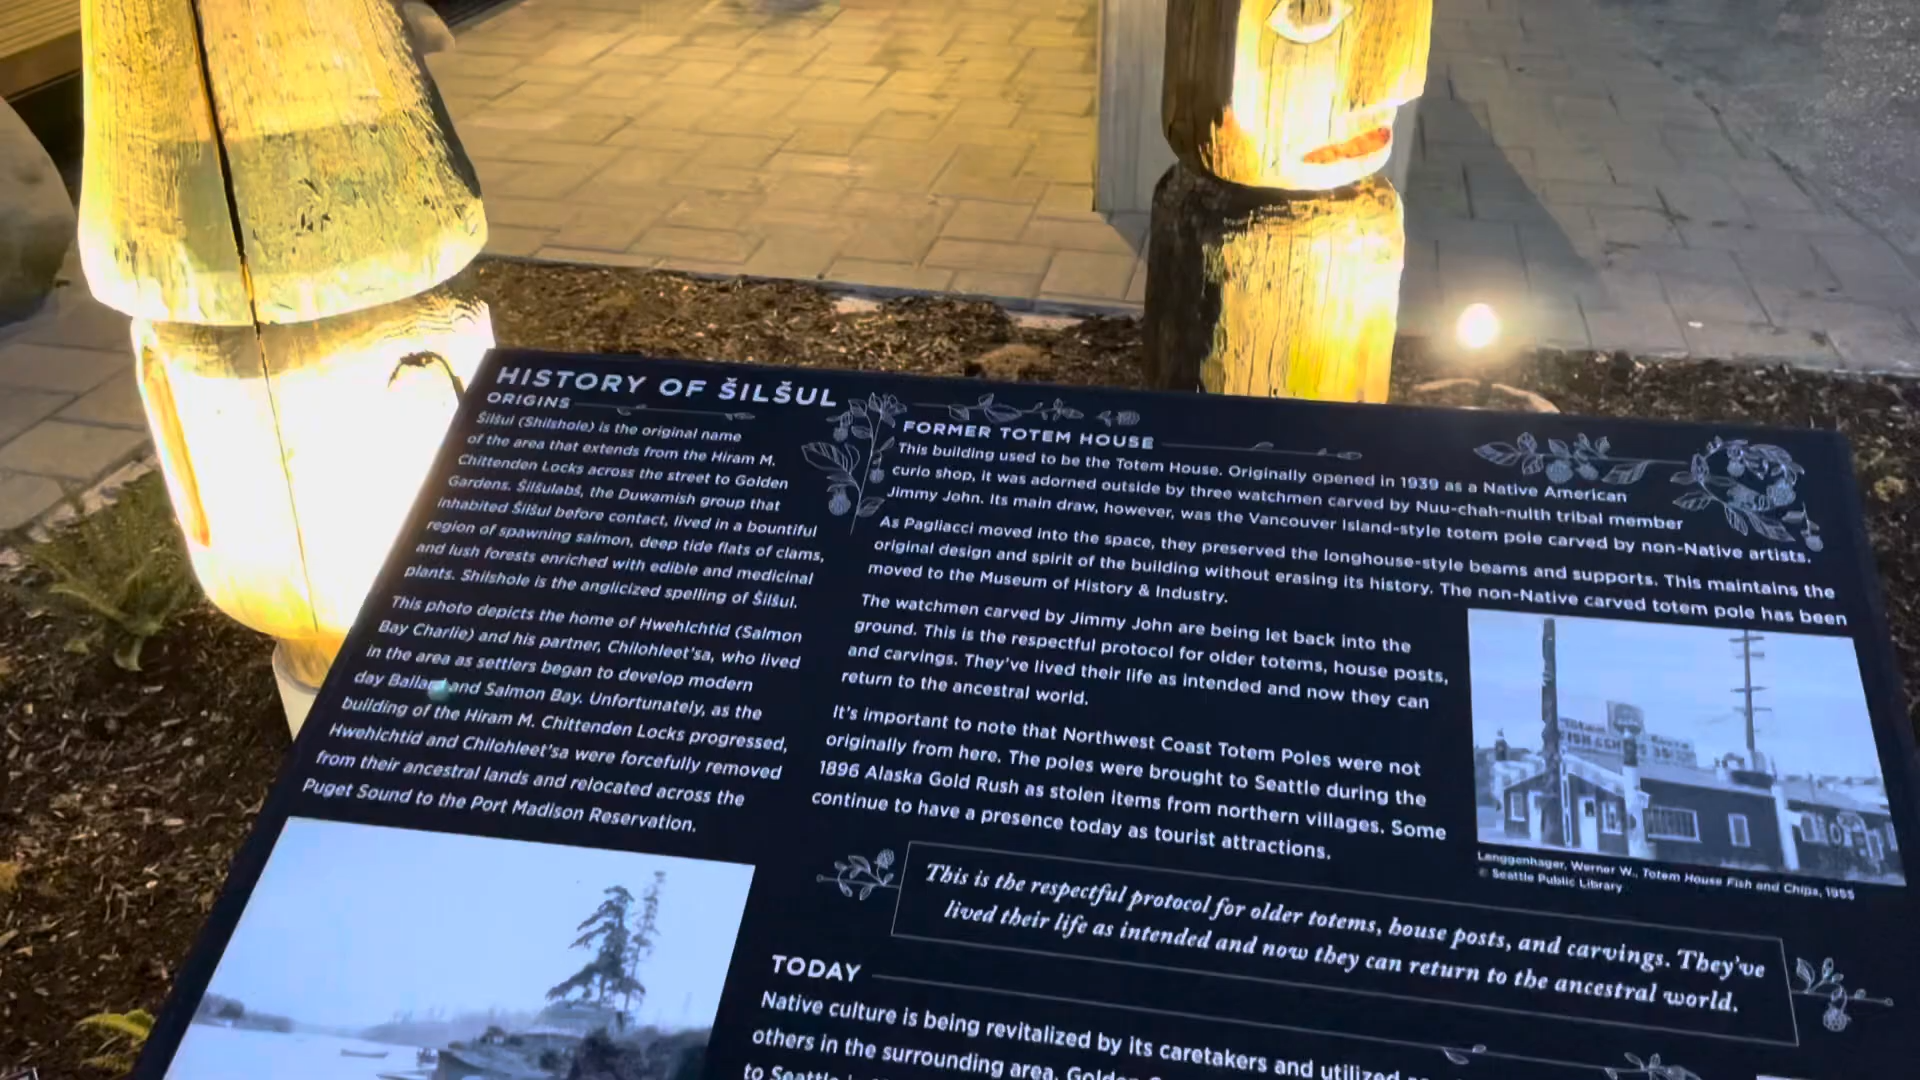 HISTORY OF ŠILŠUL
ORIGINS
Šilšul (Shilshole) is the original name
of the area that extends from the Hiram M.
Chittenden Locks across the street to Golden
Gardens. Šilšulabš, the Duwamish group that
inhabited Šilšul before contact, lived in a bountiful
region of spawning salmon, deep tide flats of clams,
and lush forests enriched with edible and medicinal
plants. Shilshole is the anglicized spelling of Šilšul.
This photo depicts the home of Hwehlchtid (Salmon
Bay Charlie) and his partner, Chilohleet'sa, who lived
in the area as settlers began to develop modern
day Ballard and Salmon Bay. Unfortunately, as the
building of the Hiram M. Chittenden Locks progressed,
Hwehlchtid and Chilohleet'sa were forcefully removed
from their ancestral lands and relocated across the
Puget Sound to the Port Madison Reservation.
FORMER TOTEM HOUSE
This building used to be the Totem House. Originally opened in 1939 as a Native American
curio shop, it was adorned outside by three watchmen carved by Nuu-chah-nulth tribal member
Jimmy John. Its main draw, however, was the Vancouver Island-style totem pole carved by non-Native artists.
As Pagliacci moved into the space, they preserved the longhouse-style beams and supports. This maintains the
original design and spirit of the building without erasing its history. The non-Native carved totem pole has been
moved to the Museum of History & Industry.
The watchmen carved by Jimmy John are being let back into the
ground. This is the respectful protocol for older totems, house posts,
and carvings. They've lived their life as intended and now they can
return to the ancestral world.
It's important to note that Northwest Coast Totem Poles were not
originally from here. The poles were brought to Seattle during the
1896 Alaska Gold Rush as stolen items from northern villages. Some
continue to have a presence today as tourist attractions.
FISH & CHIPS
Langgenhager, Werner W., Totem House Fish and Chips, 1955
© Seattle Public Library
This is the respectful protocol for older totems, house posts, and carvings. They've
lived their life as intended and now they can return to the ancestral world.
TODAY
Native culture is being revitalized by its caretakers and utilized
others in the surrounding area. Golden
to Seattle